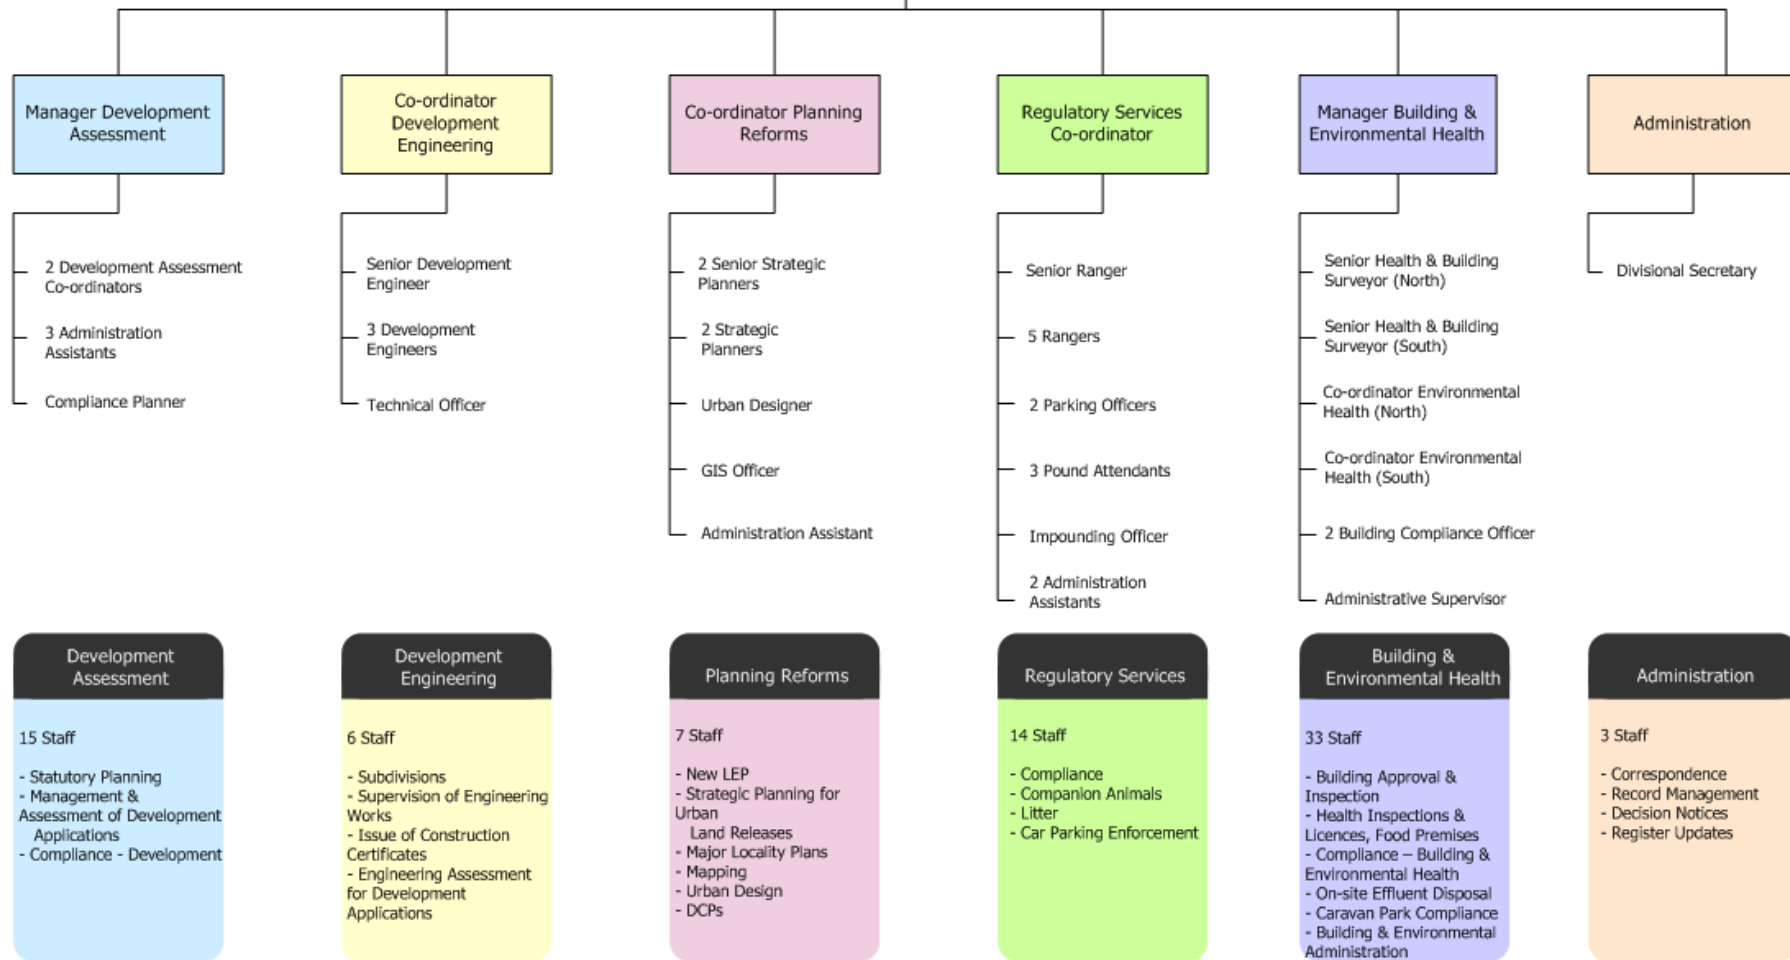 Manager Development
Assessment
Co-ordinator
Development
Engineering
Co-ordinator Planning
Reforms
Regulatory Services
Co-ordinator
Manager Building &
Environmental Health
Administration
2 Development Assessment
Co-ordinators
3 Administration
Assistants
Compliance Planner
Senior Development
Engineer
3 Development
Engineers
Technical Officer
2 Senior Strategic
Planners
2 Strategic
Planners
Urban Designer
GIS Officer
Administration Assistant
Senior Ranger
5 Rangers
2 Parking Officers
3 Pound Attendants
Impounding Officer
2 Administration
Assistants
Senior Health & Building
Surveyor (North)
Senior Health & Building
Surveyor (South)
Co-ordinator Environmental
Health (North)
Co-ordinator Environmental
Health (South)
2 Building Compliance Officer
Administrative Supervisor
Divisional Secretary
Development
Assessment
15 Staff
- Statutory Planning
- Management &
Assessment of Development
Applications
- Compliance - Development
Development
Engineering
6 Staff
- Subdivisions
- Supervision of Engineering
Works
- Issue of Construction
Certificates
- Engineering Assessment
for Development
Applications
Planning Reforms
7 Staff
- New LEP
- Strategic Planning for
Urban
Land Releases
- Major Locality Plans
- Mapping
- Urban Design
- DCPs
Regulatory Services
14 Staff
- Compliance
- Companion Animals
- Litter
- Car Parking Enforcement
Building &
Environmental Health
33 Staff
- Building Approval &
Inspection
- Health Inspections &
Licences, Food Premises
- Compliance – Building &
Environmental Health
- On-site Effluent Disposal
- Caravan Park Compliance
- Building & Environmental
Administration
Administration
3 Staff
- Correspondence
- Record Management
- Decision Notices
- Register Updates